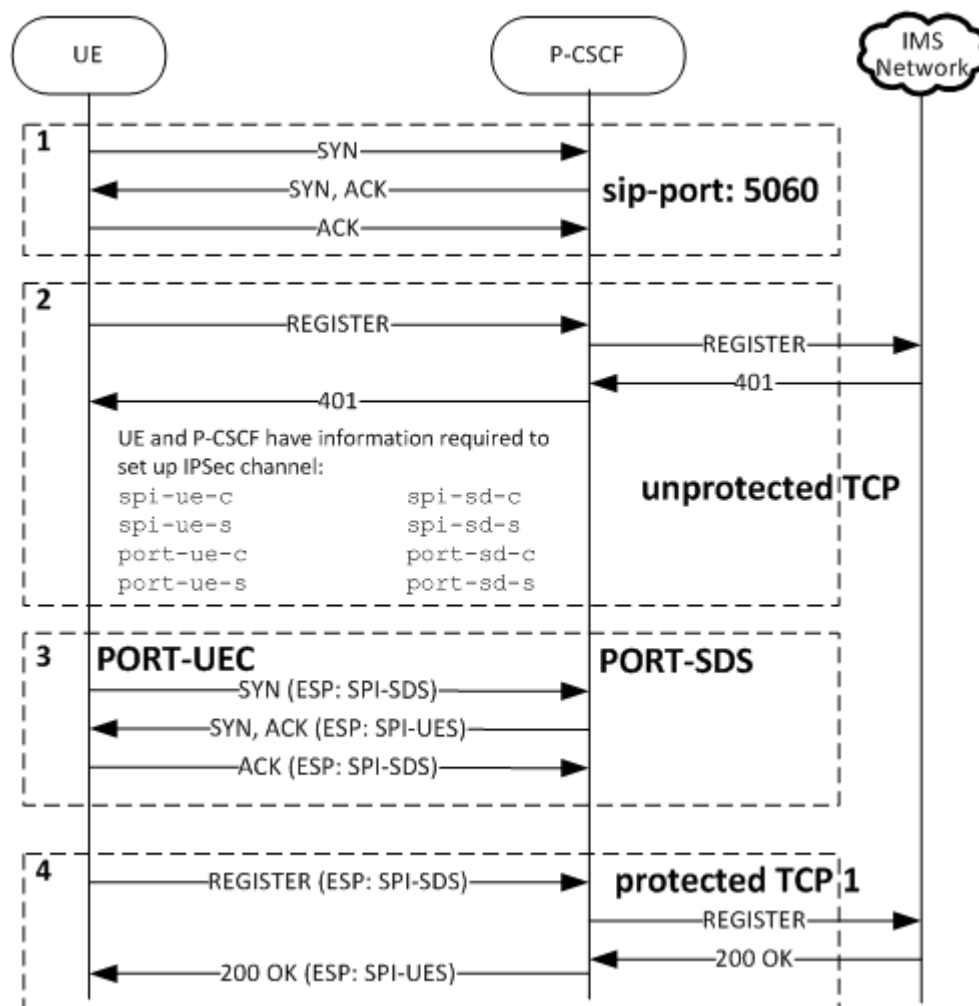 UE
P-CSCF
IMS
Network
1
SYN
SYN, ACK
sip-port: 5060
ACK
2
REGISTER
REGISTER
401
401
UE and P-CSCF have information required to
set up IPSec channel:
spi-ue-c spi-sd-c
spi-ue-s spi-sd-s
unprotected TCP
port-ue-c port-sd-c
port-ue-s port-sd-s
3
PORT-UEC PORT-SDS
SYN (ESP: SPI-SDS)
SYN, ACK (ESP: SPI-UES)
ACK (ESP: SPI-SDS)
4
REGISTER (ESP: SPI-SDS)
protected TCP 1
REGISTER
200 OK
200 OK (ESP: SPI-UES)